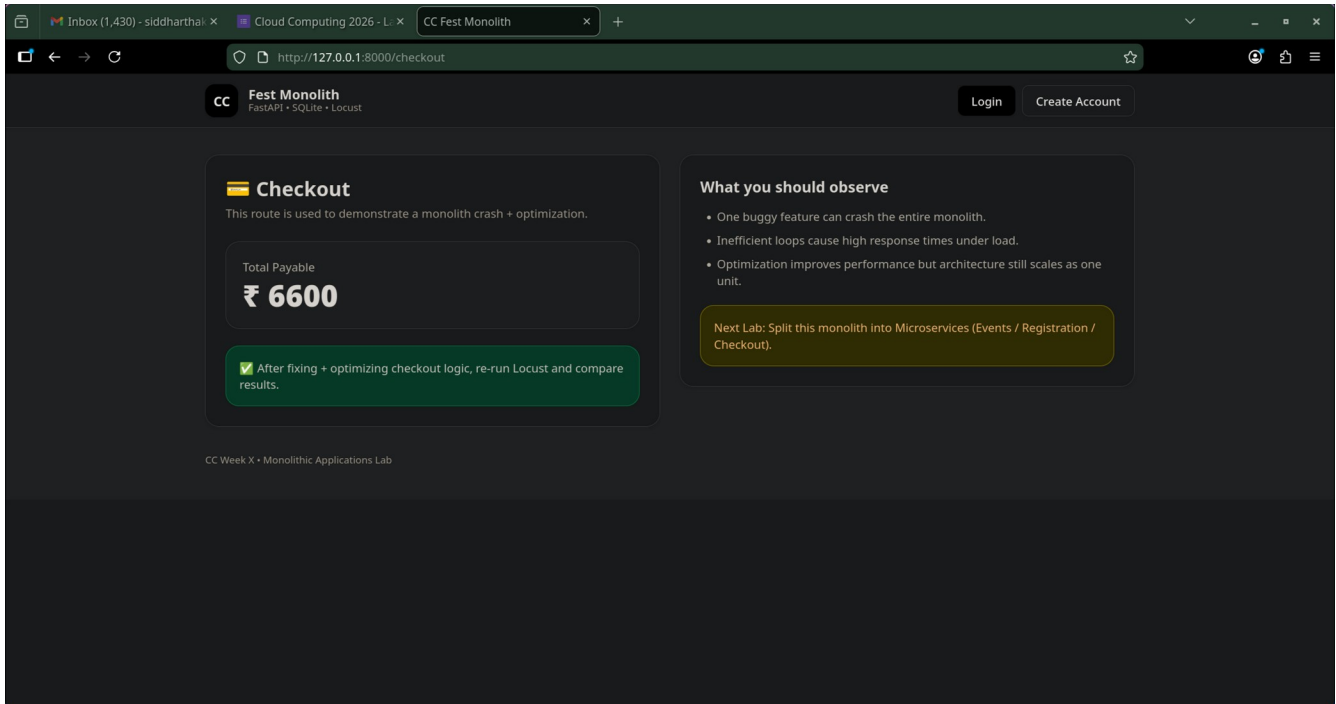 Inbox (1,430) - siddharthak
Cloud Computing 2026 - La
CC Fest Monolith
http://127.0.0.1:8000/checkout
CC
Fest Monolith
FastAPI • SQLite • Locust
Login
Create Account
💳 Checkout
This route is used to demonstrate a monolith crash + optimization.
Total Payable
₹ 6600
✅ After fixing + optimizing checkout logic, re-run Locust and compare
results.
What you should observe
• One buggy feature can crash the entire monolith.
• Inefficient loops cause high response times under load.
• Optimization improves performance but architecture still scales as one
unit.
Next Lab: Split this monolith into Microservices (Events / Registration /
Checkout).
CC Week X • Monolithic Applications Lab